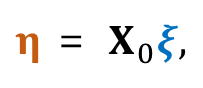 η = X₀ξ,